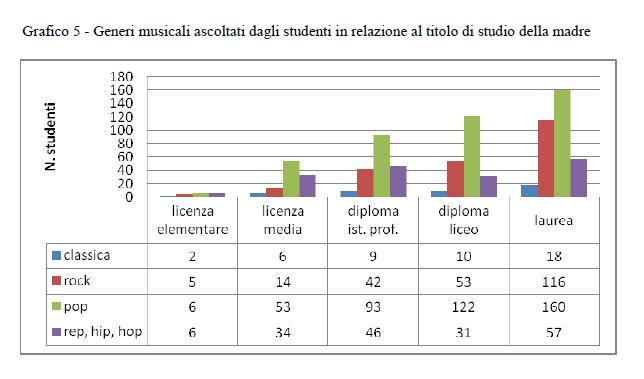 Grafico 5 - Generi musicali ascoltati dagli studenti in relazione al titolo di studio della madre
N. studenti
180
160
140
120
100
80
60
40
20
0
licenza elementare
licenza media
diploma ist. prof.
diploma liceo
laurea
classica 2 6 9 10 18
rock 5 14 42 53 116
pop 6 53 93 122 160
rep, hip, hop 6 34 46 31 57